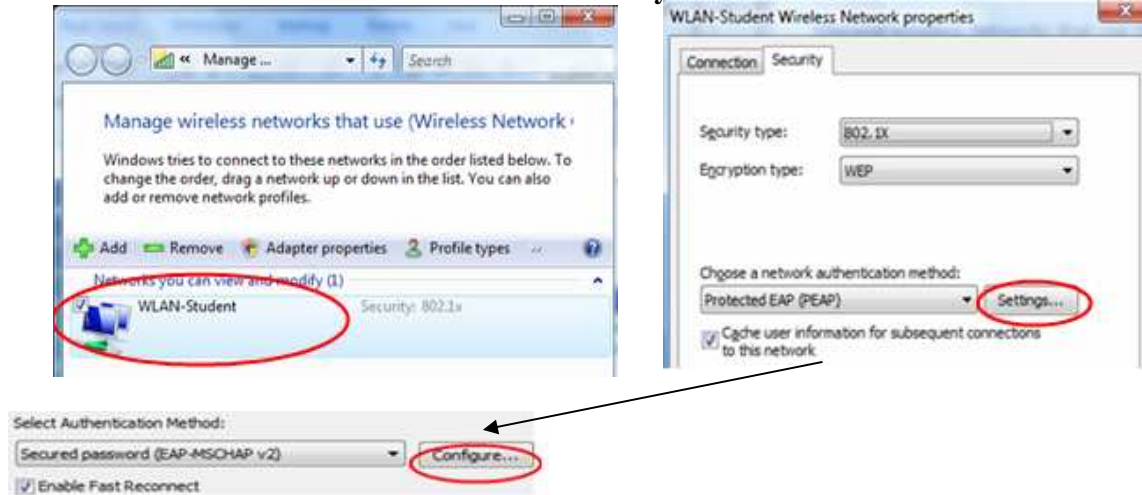 Manage ...
Search
Manage wireless networks that use (Wireless Network
Windows tries to connect to these networks in the order listed below. To
change the order, drag a network up or down in the list. You can also
add or remove network profiles.
Add Remove Adapter properties Profile types
Networks you can view and modify (1)
WLAN-Student Security: 802.1x
WLAN-Student Wireless Network properties
Connection Security
Security type: 802.1X
Encryption type: WEP
Choose a network authentication method:
Protected EAP (PEAP) Settings...
Cache user information for subsequent connections
to this network
Select Authentication Method:
Secured password (EAP-MSCHAP v2) Configure...
Enable Fast Reconnect